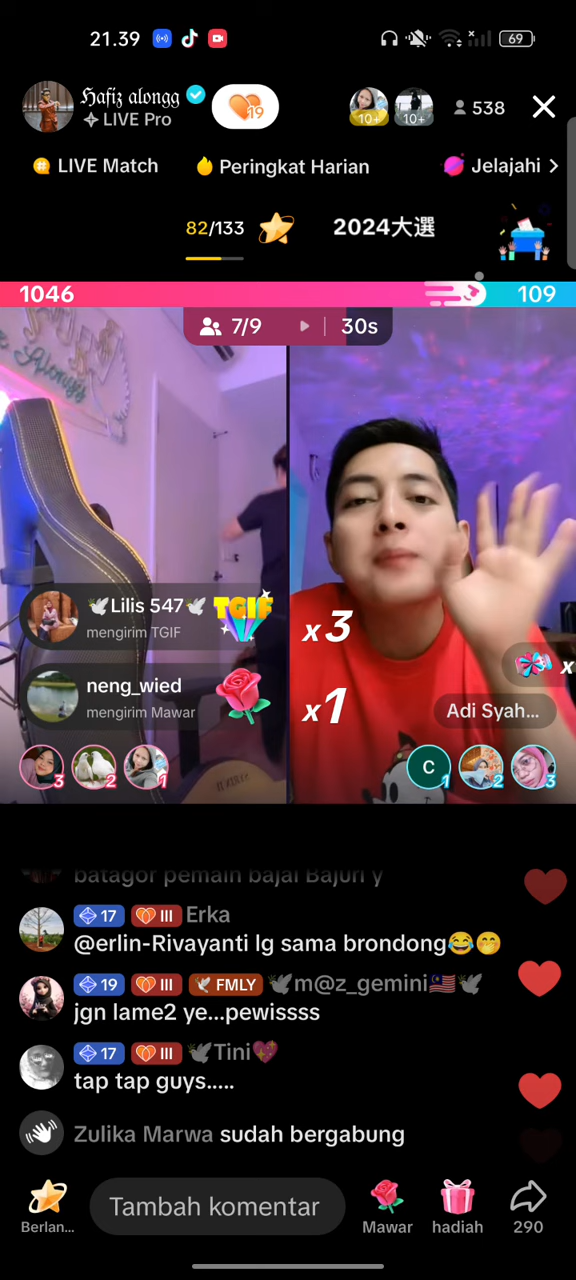 21.39
69
Hafiz alongg
LIVE Pro
19
10+
10+
538
LIVE Match
Peringkat Harian
Jelajahi
82/133
2024大選
1046
109
7/9
30s
Lilis 547
mengirim TGIF
TGIF
x3
neng_wied
mengirim Mawar
x1
x
Adi Syah...
3
2
1
C
1
2
3
batagor pemain bajai Bajuri y
17
III
Erka
@erlin-Rivayanti lg sama brondong😂🤭
19
III
FMLY
🕊m@z_gemini🇲🇾🕊
jgn lame2 ye...pewissss
17
III
🕊Tini💖
tap tap guys.....
Zulika Marwa sudah bergabung
Berlan...
Tambah komentar
Mawar
hadiah
290